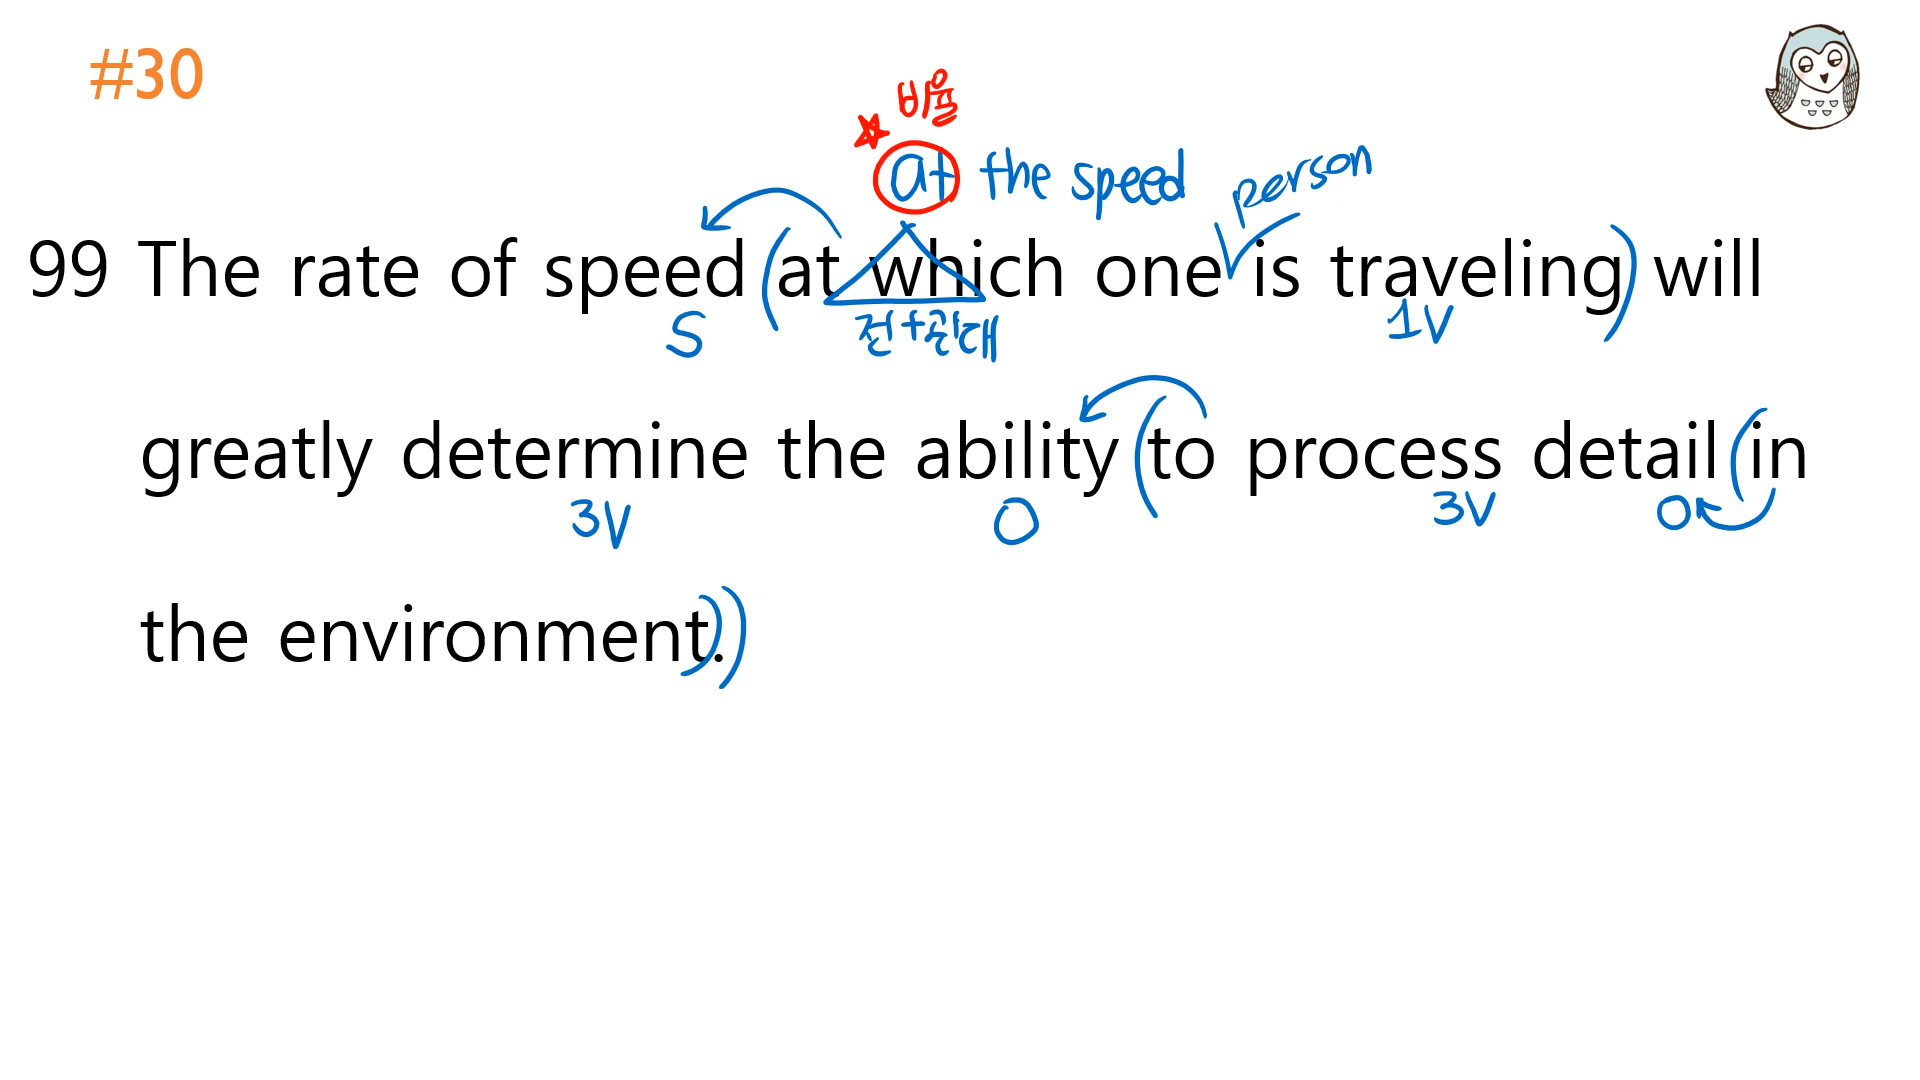 #30
비율
at the speed person
99 The rate of speed (at which one is traveling) will
S 전+관대 1V
greatly determine the ability (to process detail (in
3V O 3V O
the environment.))